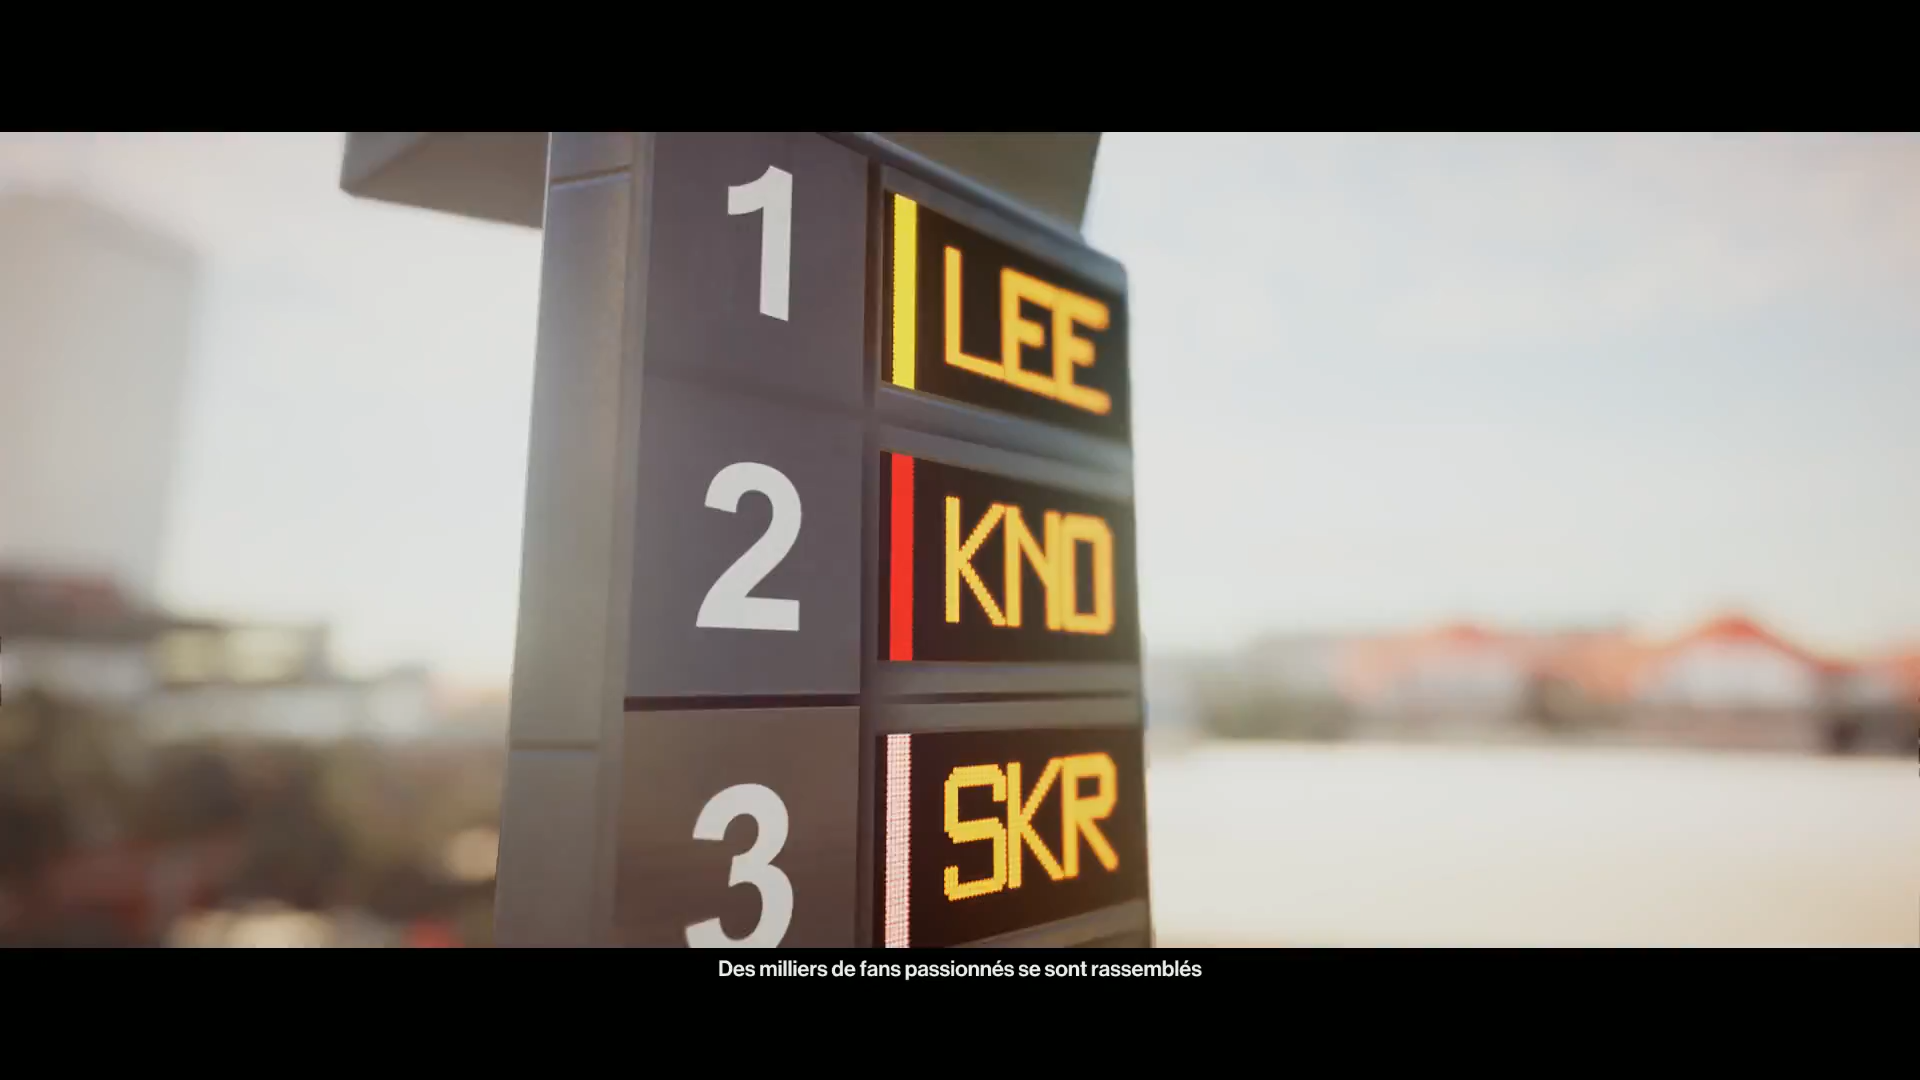 1 LEE
2 KNO
3 SKR
Des milliers de fans passionnés se sont rassemblés